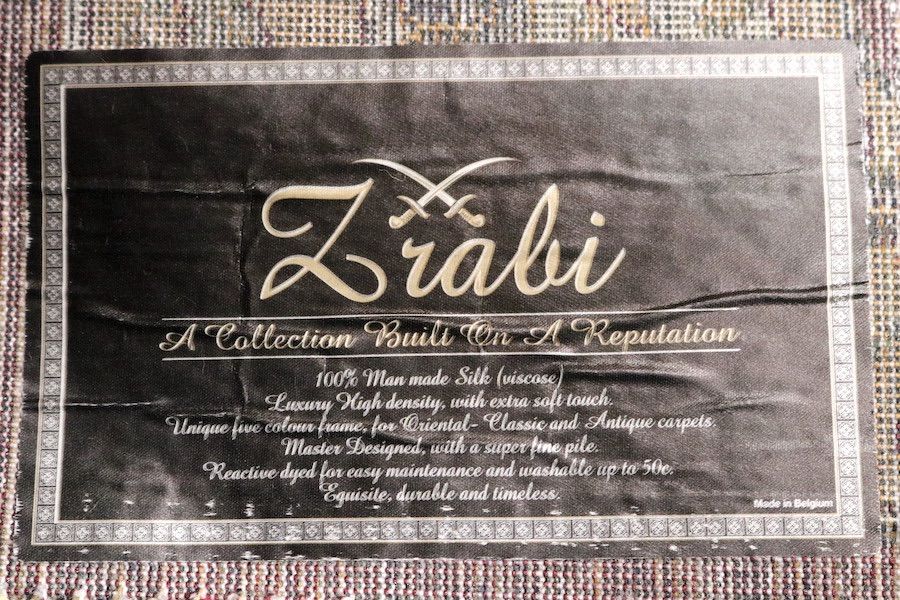 Zrabi
A Collection Built On A Reputation
100% Man made Silk (viscose)
Luxury High density, with extra soft touch.
Unique five colour frame, for Oriental- Classic and Antique carpets.
Master Designed, with a super fine pile.
Reactive dyed for easy maintenance and washable up to 50c.
Equisite, durable and timeless.
Made in Belgium